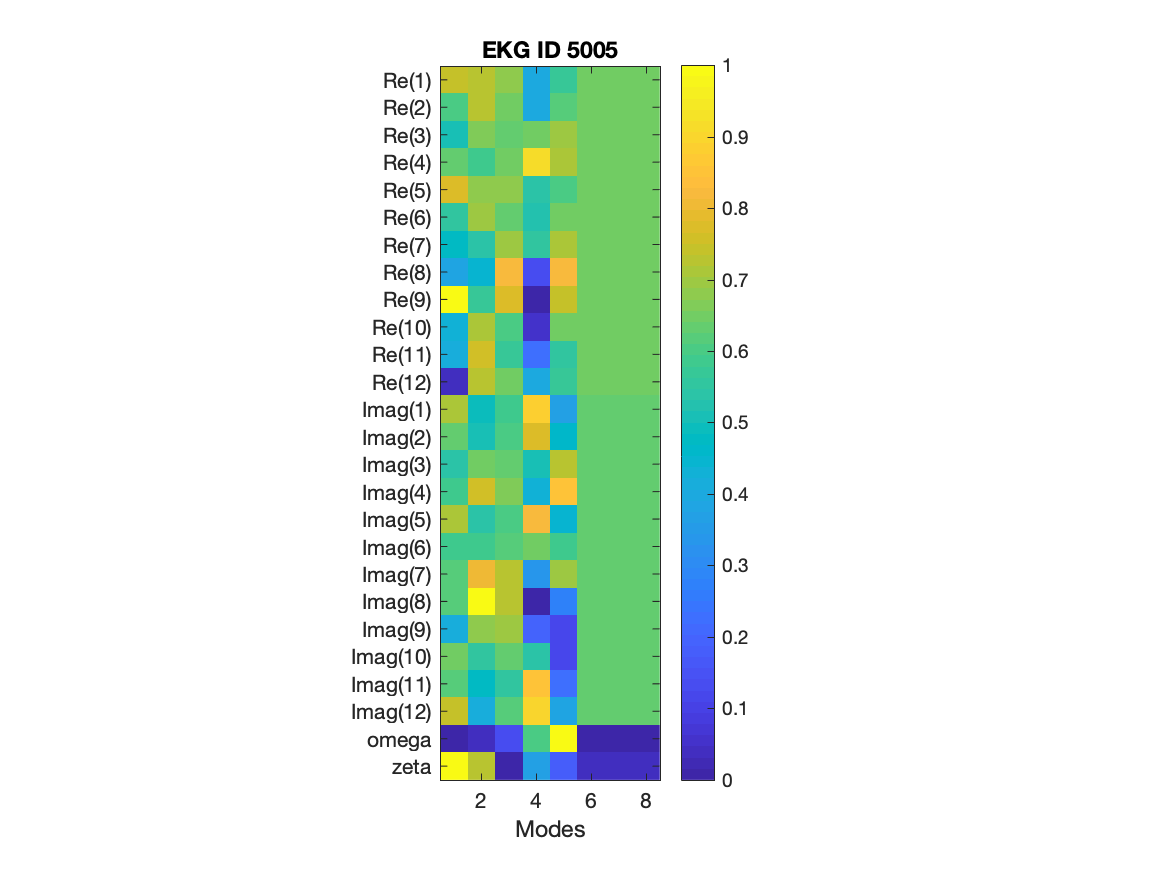 EKG ID 5005
Re(1)
Re(2)
Re(3)
Re(4)
Re(5)
Re(6)
Re(7)
Re(8)
Re(9)
Re(10)
Re(11)
Re(12)
Imag(1)
Imag(2)
Imag(3)
Imag(4)
Imag(5)
Imag(6)
Imag(7)
Imag(8)
Imag(9)
Imag(10)
Imag(11)
Imag(12)
omega
zeta
2 4 6 8
Modes
1
0.9
0.8
0.7
0.6
0.5
0.4
0.3
0.2
0.1
0